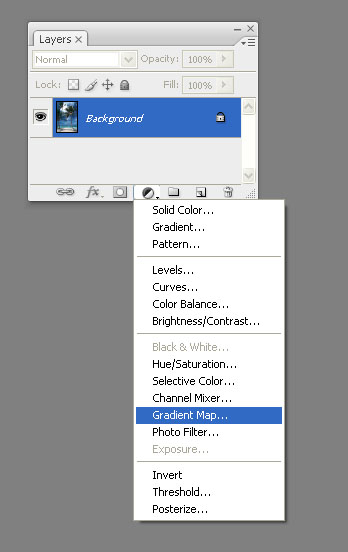 Layers ×
Normal Opacity: 100%
Lock: Fill: 100%
Background
fx.
Solid Color...
Gradient...
Pattern...
Levels...
Curves...
Color Balance...
Brightness/Contrast...
Black & White...
Hue/Saturation...
Selective Color...
Channel Mixer...
Gradient Map...
Photo Filter...
Exposure...
Invert
Threshold...
Posterize...